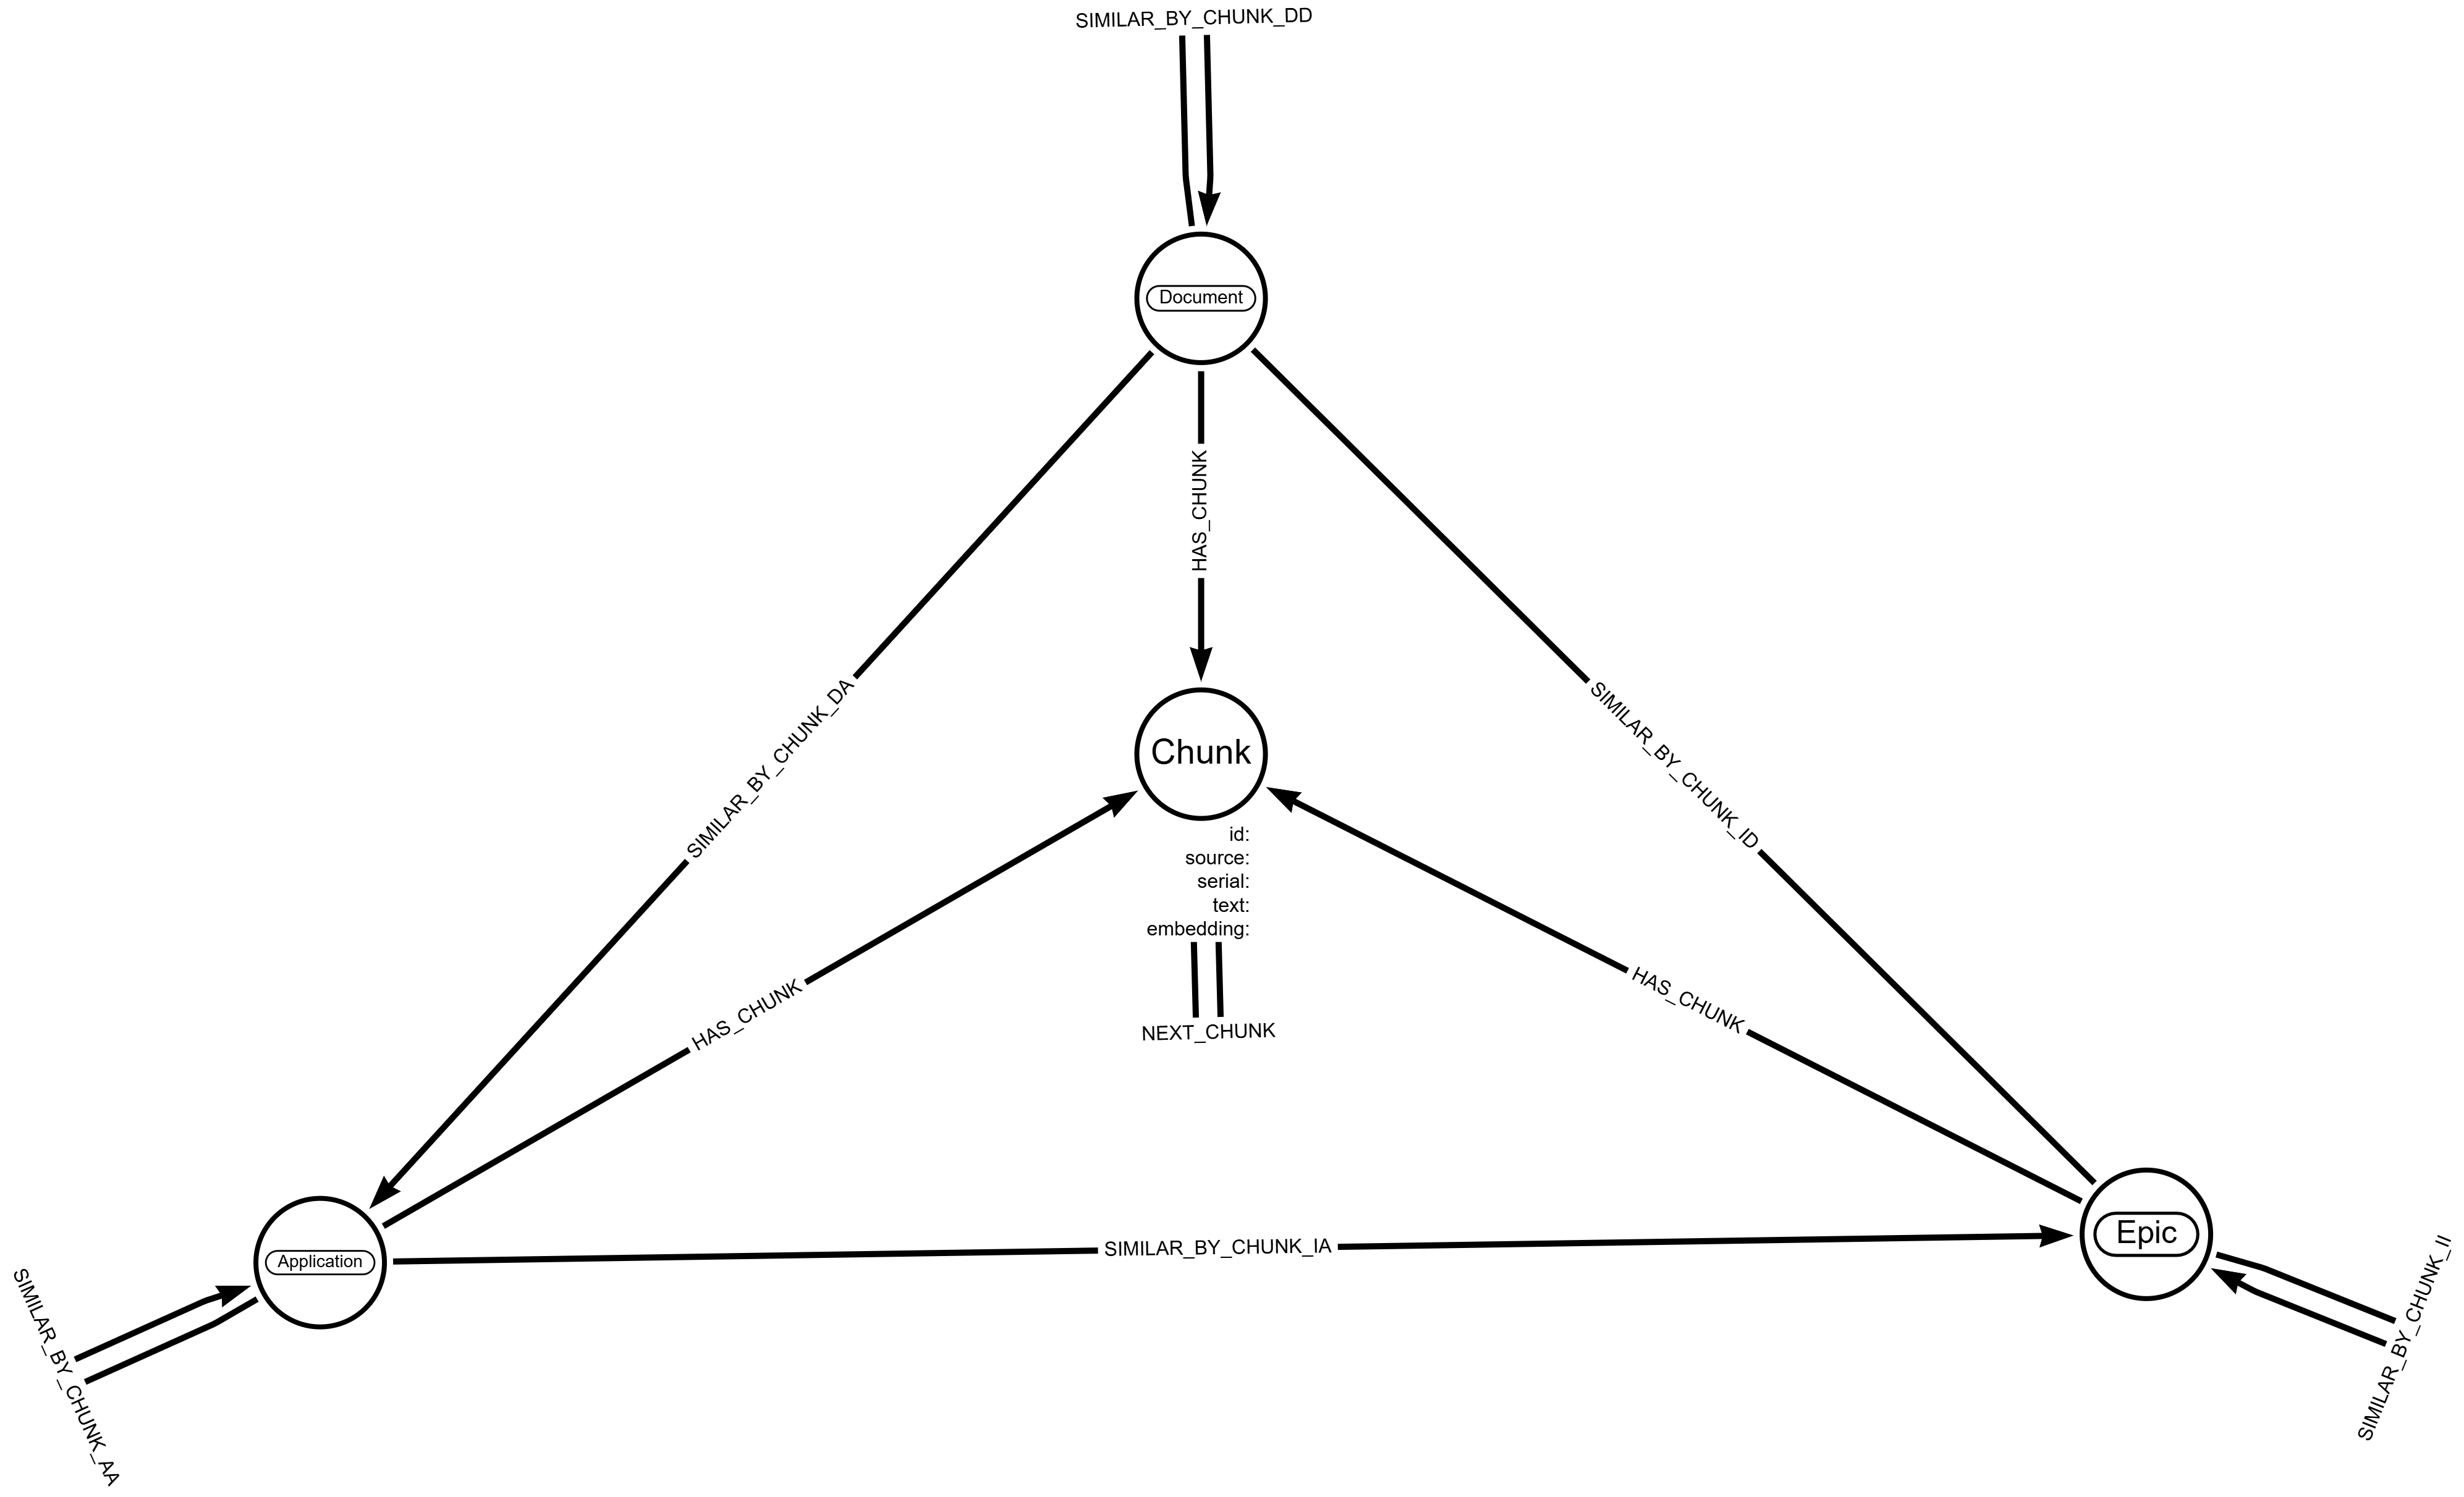 SIMILAR_BY_CHUNK_DD
Document
HAS_CHUNK
SIMILAR_BY_CHUNK_DA
SIMILAR_BY_CHUNK_ID
Chunk
id:
source:
serial:
text:
embedding:
HAS_CHUNK
HAS_CHUNK
NEXT_CHUNK
Application
SIMILAR_BY_CHUNK_IA
Epic
SIMILAR_BY_CHUNK_AA
SIMILAR_BY_CHUNK_II